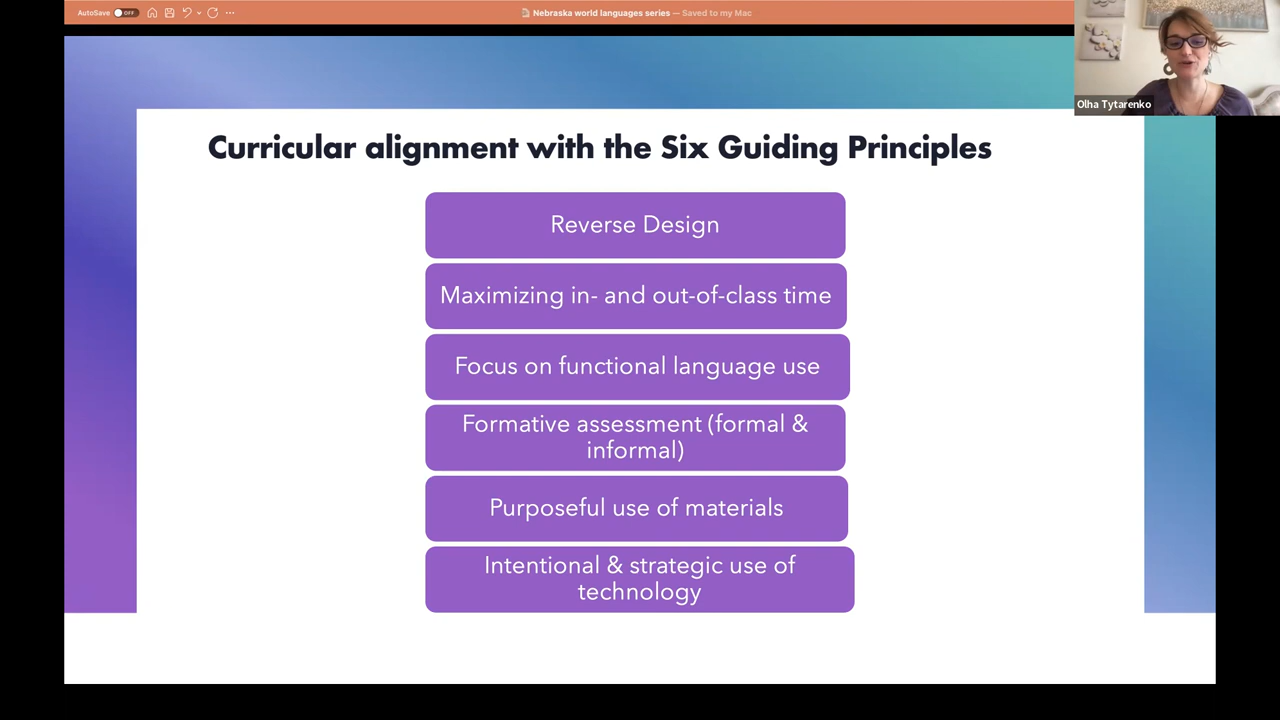 AutoSave OFF
Nebraska world languages series — Saved to my Mac
Olha Tytarenko
Curricular alignment with the Six Guiding Principles
Reverse Design
Maximizing in- and out-of-class time
Focus on functional language use
Formative assessment (formal &
informal)
Purposeful use of materials
Intentional & strategic use of
technology